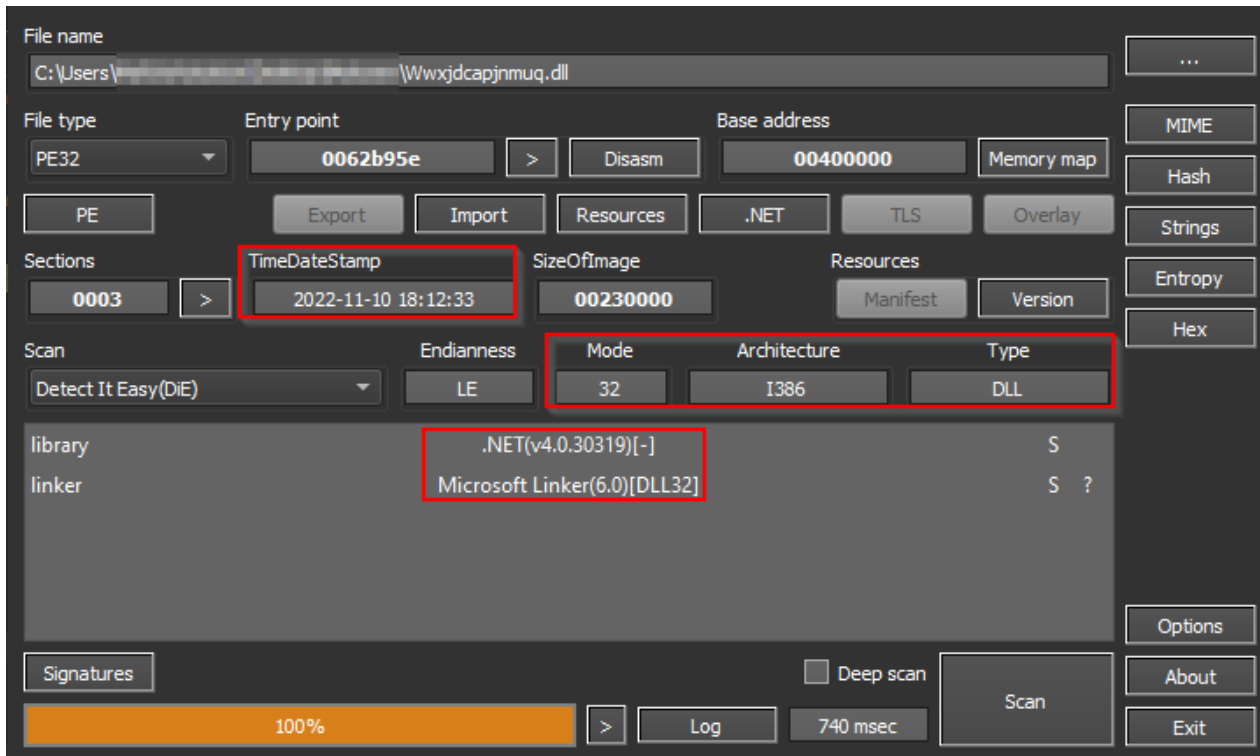 File name
C:\Users\ \Wwxjdcapjnmuq.dll
...
File type Entry point Base address
PE32 0062b95e > Disasm 00400000 Memory map
MIME
Hash
PE Export Import Resources .NET TLS Overlay
Strings
Sections TimeDateStamp SizeOfImage Resources
0003 > 2022-11-10 18:12:33 00230000 Manifest Version
Entropy
Hex
Scan Endianness Mode Architecture Type
Detect It Easy(DiE) LE 32 I386 DLL
library .NET(v4.0.30319)[-] S
linker Microsoft Linker(6.0)[DLL32] S ?
Options
Signatures Deep scan Scan About
100% > Log 740 msec Exit